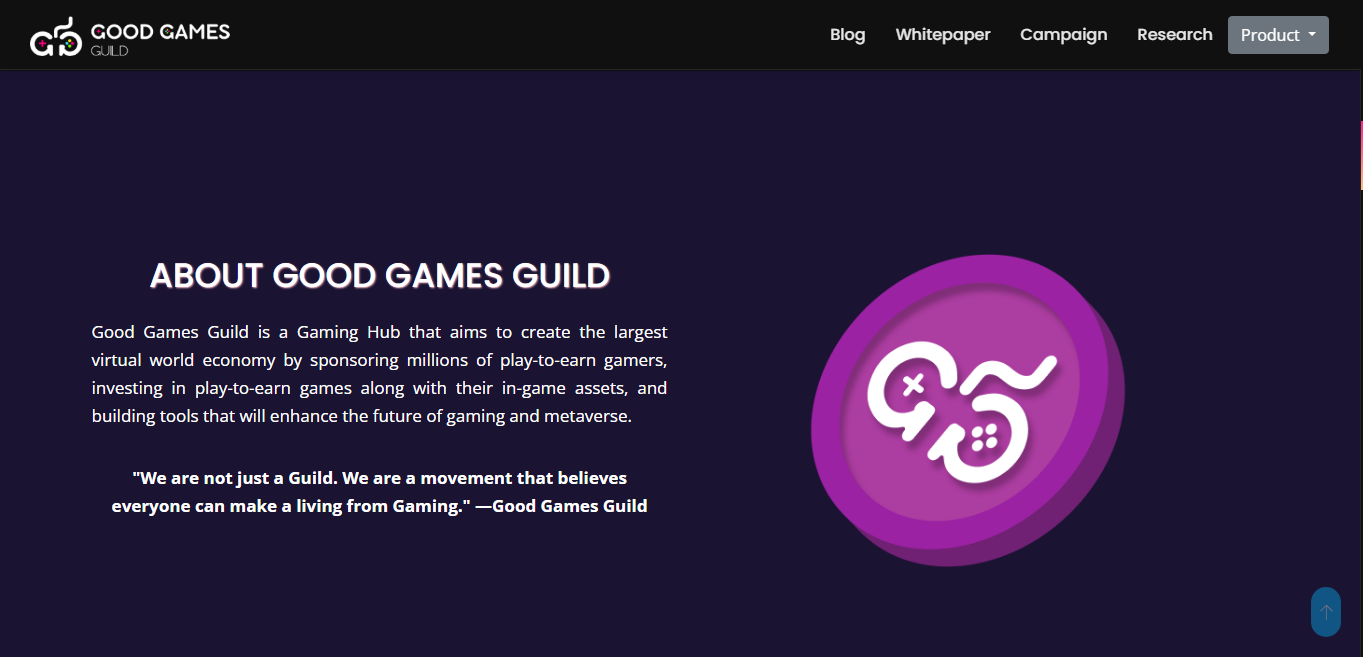 GOOD GAMES
GUILD
Blog Whitepaper Campaign Research Product
ABOUT GOOD GAMES GUILD
Good Games Guild is a Gaming Hub that aims to create the largest
virtual world economy by sponsoring millions of play-to-earn gamers,
investing in play-to-earn games along with their in-game assets, and
building tools that will enhance the future of gaming and metaverse.
"We are not just a Guild. We are a movement that believes
everyone can make a living from Gaming." —Good Games Guild